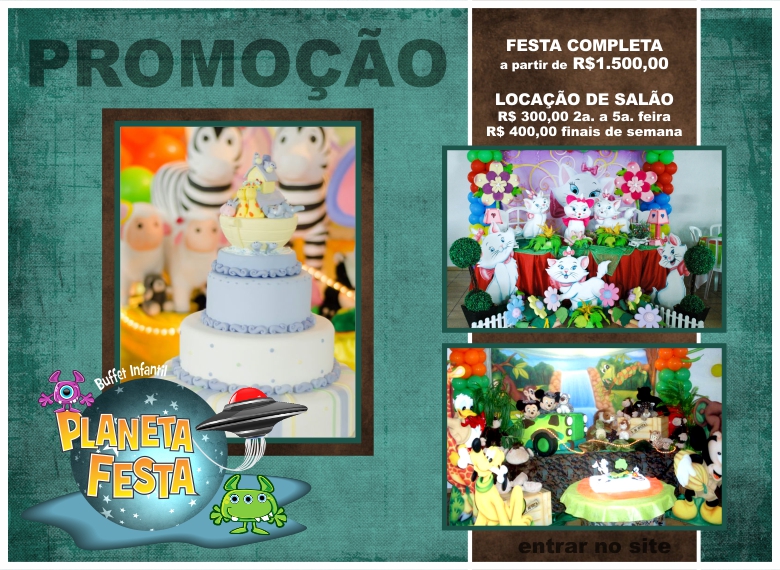 PROMOÇÃO
FESTA COMPLETA
a partir de R$1.500,00
LOCAÇÃO DE SALÃO
R$ 300,00 2a. a 5a. feira
R$ 400,00 finais de semana
Buffet Infantil
PLANETA
FESTA
entrar no site